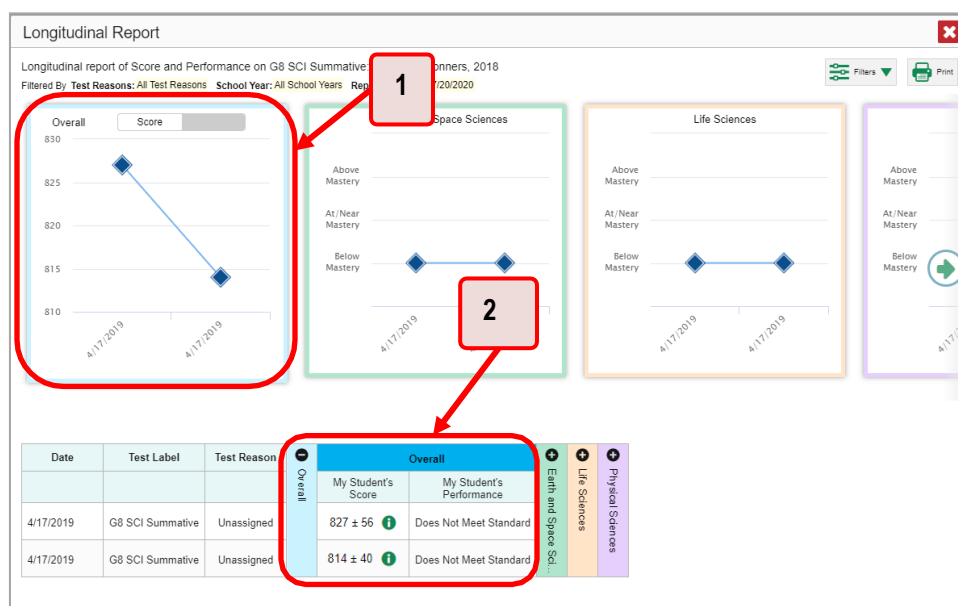 Longitudinal Report
Longitudinal report of Score and Performance on G8 SCI Summative: onners, 2018
Filtered By Test Reasons: All Test Reasons School Year: All School Years Rep 7/20/2020
Filters
Print
1
Overall
Score
830
825
820
815
810
4/17/2019
4/17/2019
Space Sciences
Above
Mastery
At/Near
Mastery
Below
Mastery
4/17/2019
Life Sciences
Above
Mastery
At/Near
Mastery
Below
Mastery
4/17/2019
4/17/2019
Above
Mastery
At/Near
Mastery
Below
Mastery
2
Date Test Label Test Reason Overall Overall Earth and Space Sci... Life Sciences Physical Sciences
My Student's
Score
My Student's
Performance
4/17/2019 G8 SCI Summative Unassigned 827 ± 56 Does Not Meet Standard
4/17/2019 G8 SCI Summative Unassigned 814 ± 40 Does Not Meet Standard